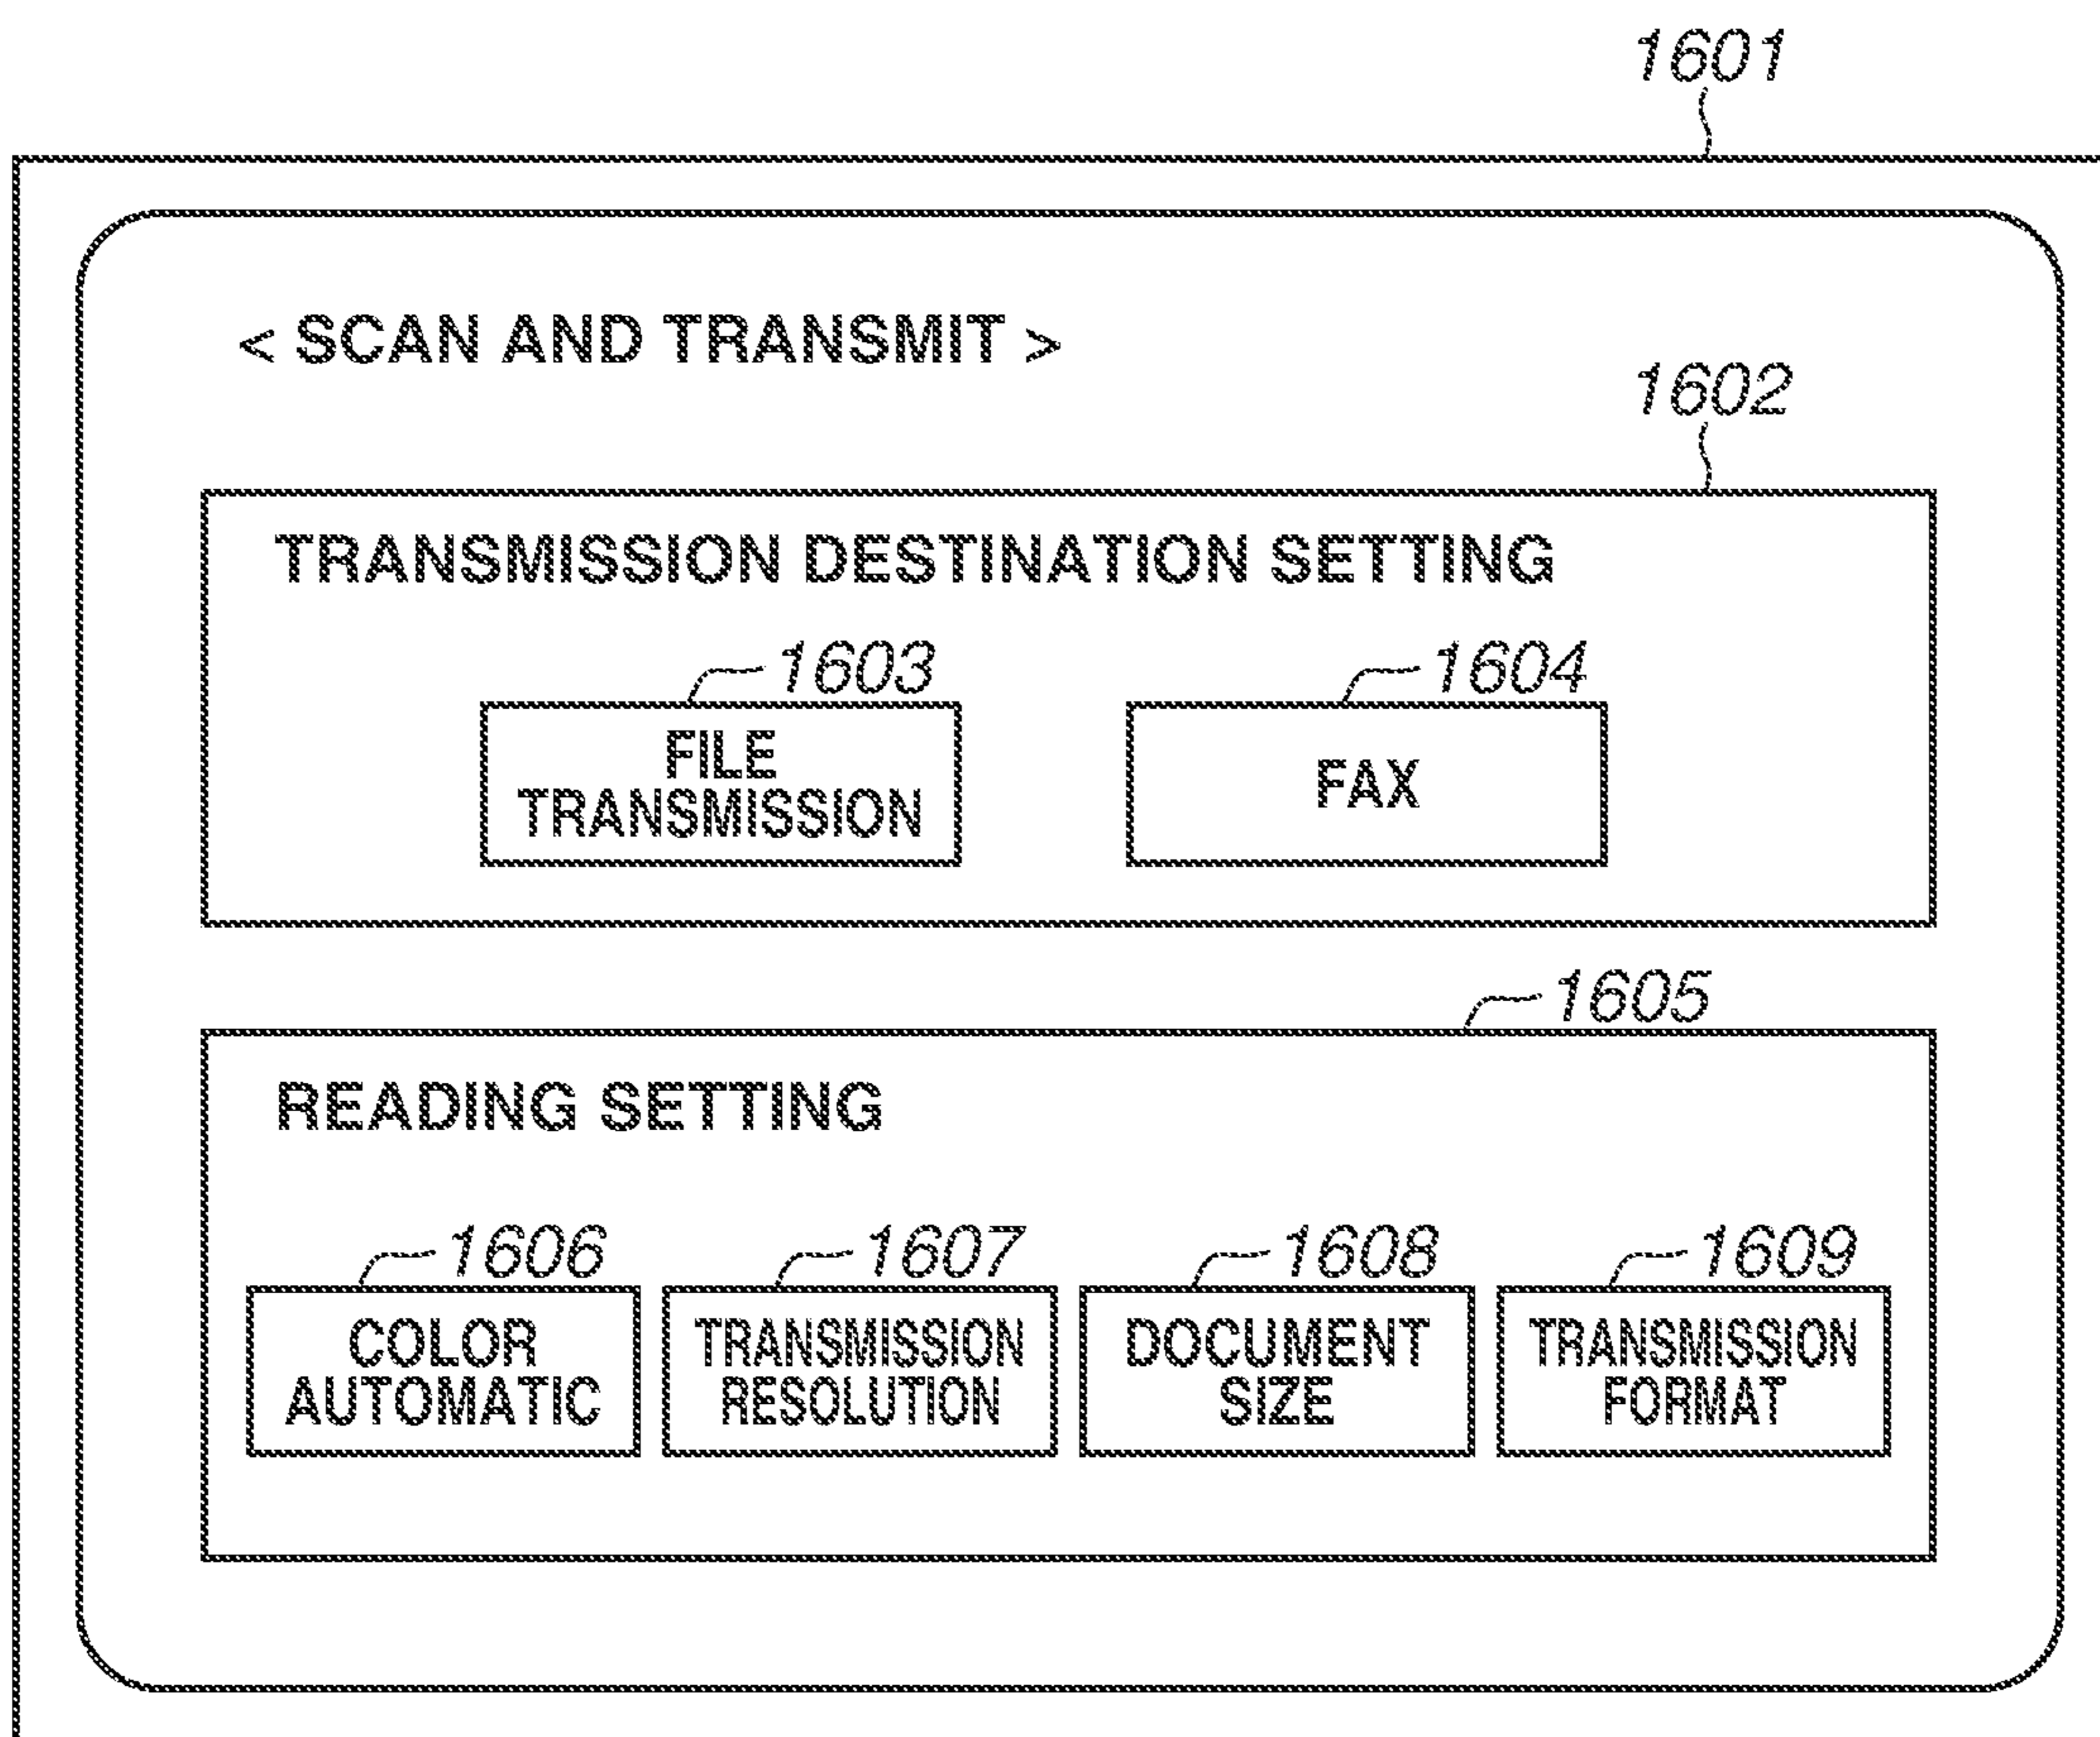 1601
< SCAN AND TRANSMIT >
1602
TRANSMISSION DESTINATION SETTING
1603
1604
FILE
TRANSMISSION
FAX
1605
READING SETTING
1606
1607
1608
1609
COLOR
AUTOMATIC
TRANSMISSION
RESOLUTION
DOCUMENT
SIZE
TRANSMISSION
FORMAT